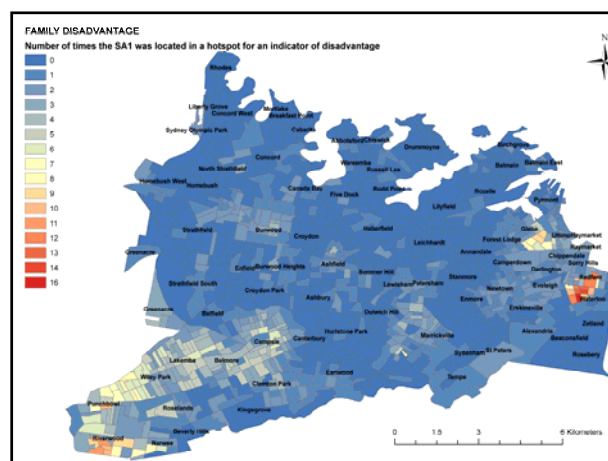 FAMILY DISADVANTAGE
Number of times the SA1 was located in a hotspot for an indicator of disadvantage
N
0
1
2
3
4
5
6
7
8
9
10
11
12
13
14
16
Rhodes
Liberty Grove
Mortlake
Concord West
Breakfast Point
Cabarita
Sydney Olympic Park
Abbotsford
Chiswick
Drummoyne
Birchgrove
Concord
Wareemba
Balmain
Balmain East
North Strathfield
Russell Lea
Homebush West
Homebush
Canada Bay
Rodd Point
Rozelle
Five Dock
Pyrmont
Lilyfield
Strathfield
Burwood
Croydon
Haberfield
Glebe
Ultimo
Haymarket
Leichhardt
Forest Lodge
Annandale
Chippendale
Greenacre
Enfield
Burwood Heights
Ashfield
Camperdown
Surry Hills
Summer Hill
Darlington
Redfern
Strathfield South
Croydon Park
Lewisham
Petersham
Stanmore
Eveleigh
Newtown
Ashbury
Enmore
Waterloo
Greenacre
Belfield
Dulwich Hill
Erskineville
Hurlstone Park
Zetland
Campsie
Canterbury
Marrickville
Alexandria
Beaconsfield
Lakemba
Belmore
Sydenham
St Peters
Rosebery
Wiley Park
Clemton Park
Earlwood
Tempe
Punchbowl
Roselands
Kingsgrove
Riverwood
Beverly Hills
Narwee
0 1.5 3 6 Kilometers